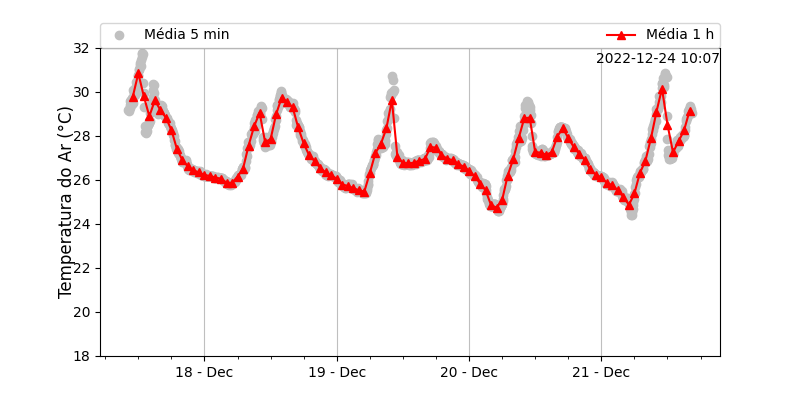 Média 5 min
Média 1 h
2022-12-24 10:07
Temperatura do Ar (°C)
32
30
28
26
24
22
20
18
18 - Dec
19 - Dec
20 - Dec
21 - Dec